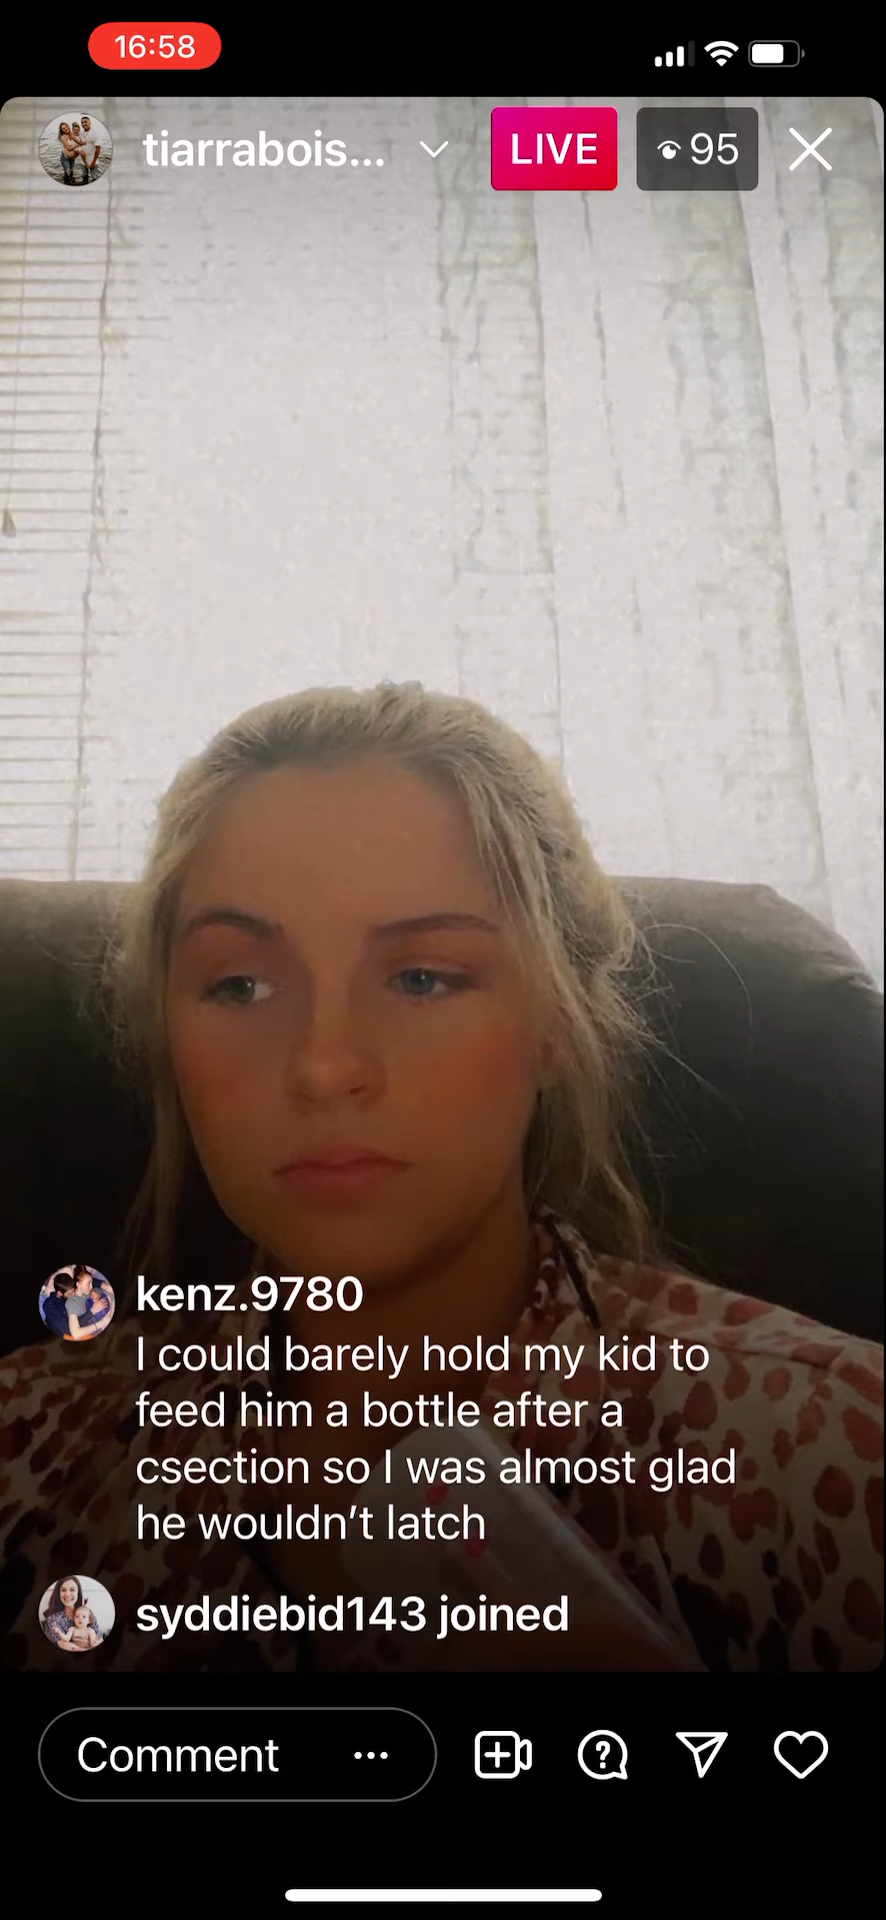 16:58
tiarrabois...
LIVE
95
kenz.9780
I could barely hold my kid to
feed him a bottle after a
csection so I was almost glad
he wouldn’t latch
syddiebid143 joined
Comment